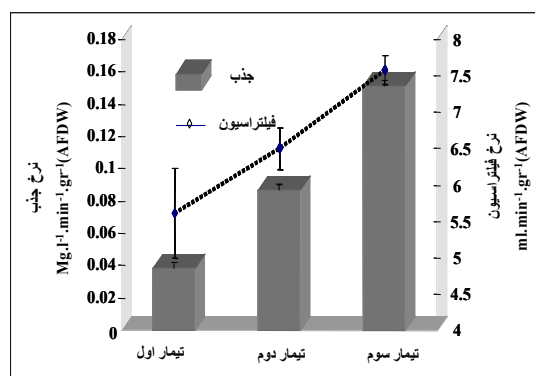 0.18
0.16
0.14
0.12
0.1
0.08
0.06
0.04
0.02
0
نرخ جذب
Mg.l⁻¹.min⁻¹.gr⁻¹(AFDW)
جذب
فیلتراسیون
8
7.5
7
6.5
6
5.5
5
4.5
4
نرخ فیلتراسیون
ml.min⁻¹.gr⁻¹(AFDW)
تیمار اول
تیمار دوم
تیمار سوم